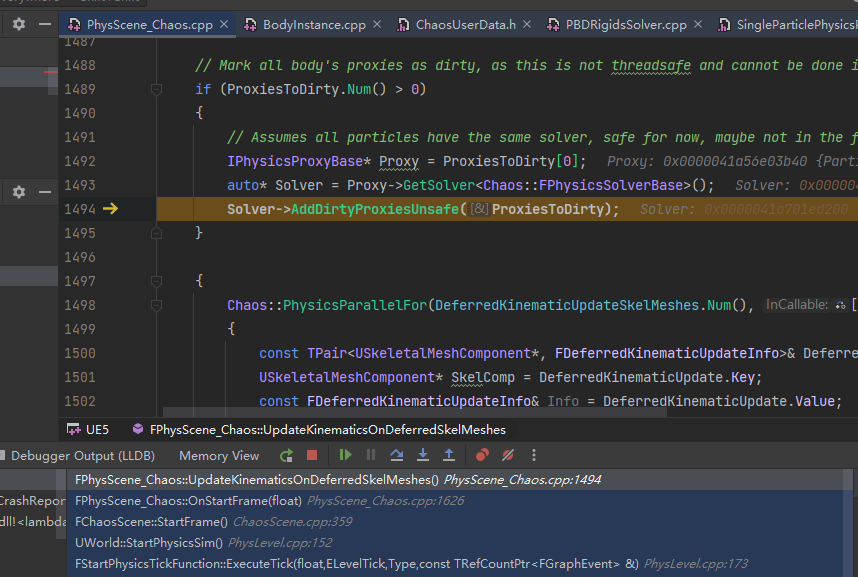 PhysScene_Chaos.cpp × BodyInstance.cpp × ChaosUserData.h × PBDRigidsSolver.cpp × SingleParticlePhysicsP
1487
1488 // Mark all body's proxies as dirty, as this is not threadsafe and cannot be done i
1489 if (ProxiesToDirty.Num() > 0)
1490 {
1491 // Assumes all particles have the same solver, safe for now, maybe not in the f
1492 IPhysicsProxyBase* Proxy = ProxiesToDirty[0]; Proxy: 0x0000041a56e03b40 {Parti
1493 auto* Solver = Proxy->GetSolver<Chaos::FPhysicsSolverBase>(); Solver: 0x00004
1494 Solver->AddDirtyProxiesUnsafe([&]ProxiesToDirty); Solver: 0x0000041a701ed200
1495 }
1496
1497 {
1498 Chaos::PhysicsParallelFor(DeferredKinematicUpdateSkelMeshes.Num(), InCallable: [
1499 {
1500 const TPair<USkeletalMeshComponent*, FDeferredKinematicUpdateInfo>& Deferre
1501 USkeletalMeshComponent* SkelComp = DeferredKinematicUpdate.Key;
1502 const FDeferredKinematicUpdateInfo& Info = DeferredKinematicUpdate.Value;
UE5 FPhysScene_Chaos::UpdateKinematicsOnDeferredSkelMeshes
Debugger Output (LLDB) Memory View
FPhysScene_Chaos::UpdateKinematicsOnDeferredSkelMeshes() PhysScene_Chaos.cpp:1494
CrashRepor FPhysScene_Chaos::OnStartFrame(float) PhysScene_Chaos.cpp:1626
dll!<lambda FChaosScene::StartFrame() ChaosScene.cpp:359
UWorld::StartPhysicsSim() PhysLevel.cpp:152
FStartPhysicsTickFunction::ExecuteTick(float,ELevelTick,Type,const TRefCountPtr<FGraphEvent> &) PhysLevel.cpp:173